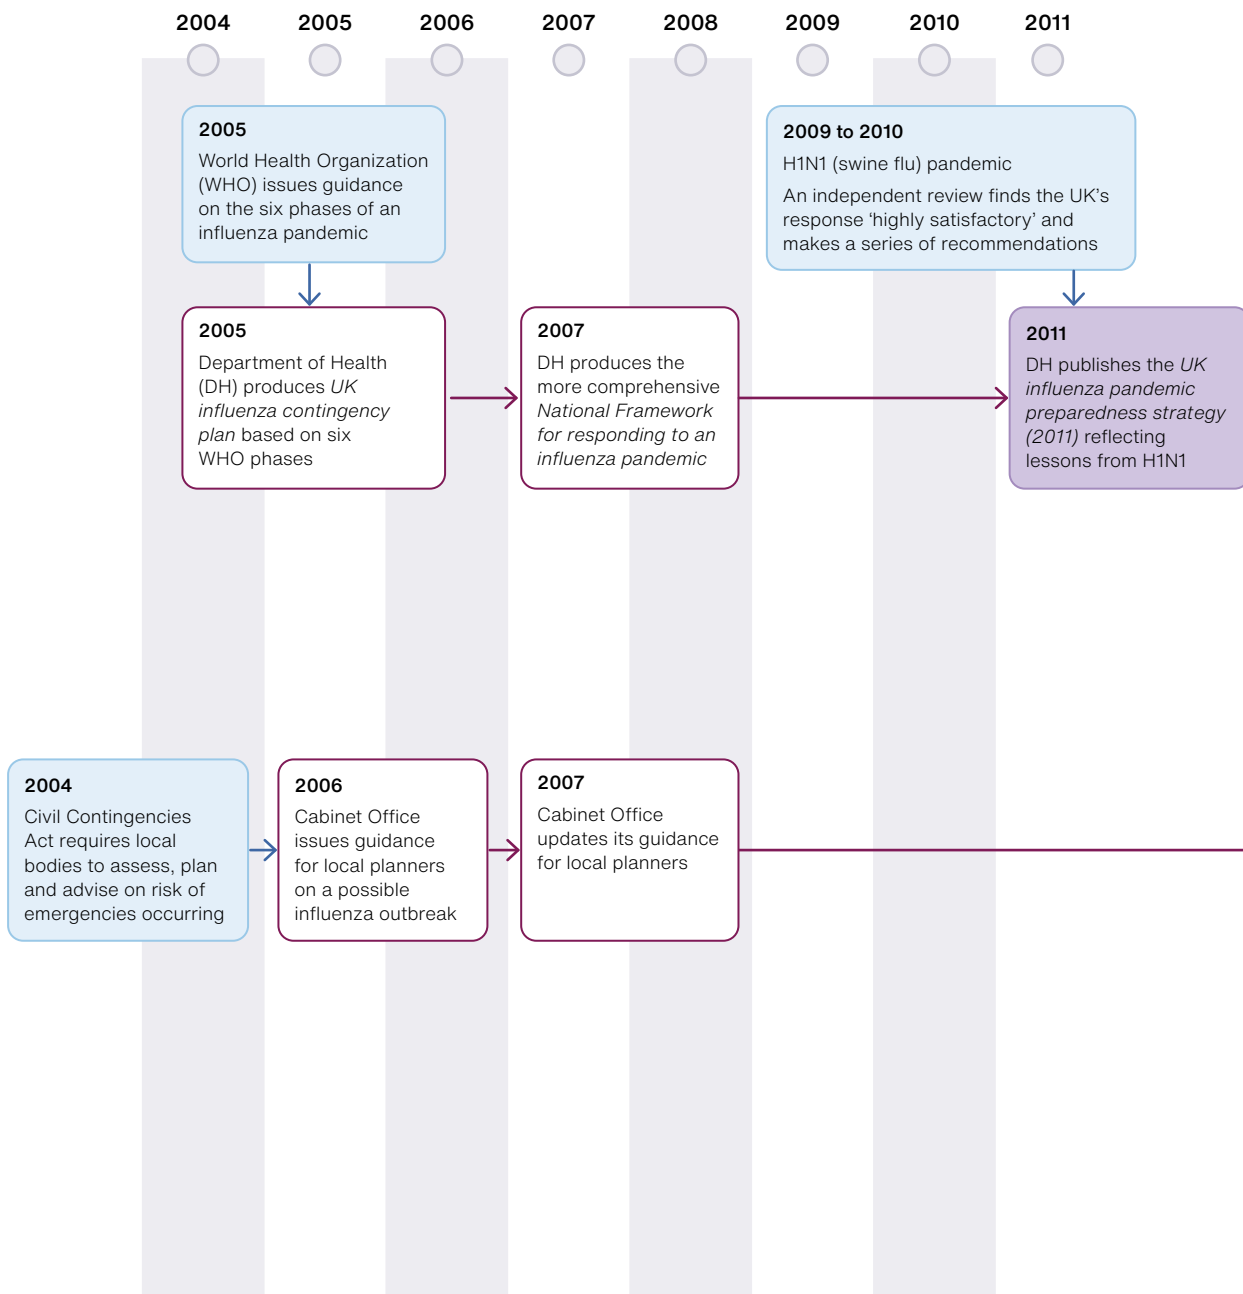 2004 2005 2006 2007 2008 2009 2010 2011
2005
World Health Organization
(WHO) issues guidance
on the six phases of an
influenza pandemic
2009 to 2010
H1N1 (swine flu) pandemic
An independent review finds the UK’s
response ‘highly satisfactory’ and
makes a series of recommendations
2005
Department of Health
(DH) produces UK
influenza contingency
plan based on six
WHO phases
2007
DH produces the
more comprehensive
National Framework
for responding to an
influenza pandemic
2011
DH publishes the UK
influenza pandemic
preparedness strategy
(2011) reflecting
lessons from H1N1
2004
Civil Contingencies
Act requires local
bodies to assess, plan
and advise on risk of
emergencies occurring
2006
Cabinet Office
issues guidance
for local planners
on a possible
influenza outbreak
2007
Cabinet Office
updates its guidance
for local planners